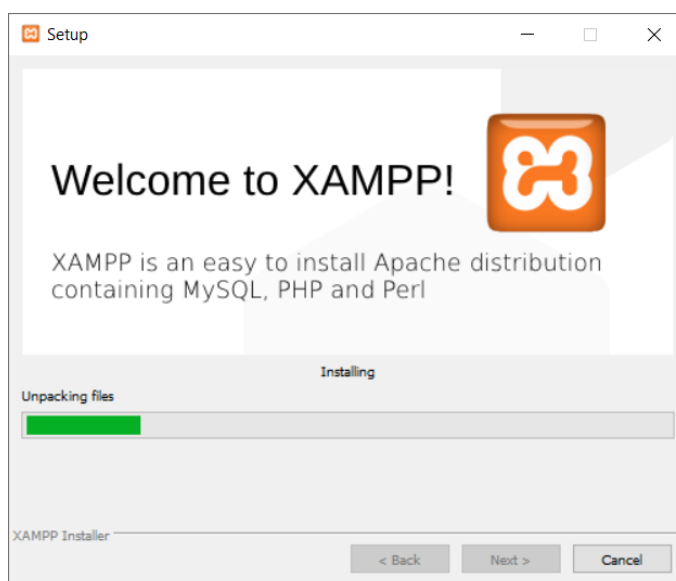 Setup
Welcome to XAMPP!
XAMPP is an easy to install Apache distribution
containing MySQL, PHP and Perl
Installing
Unpacking files
XAMPP Installer
< Back
Next >
Cancel